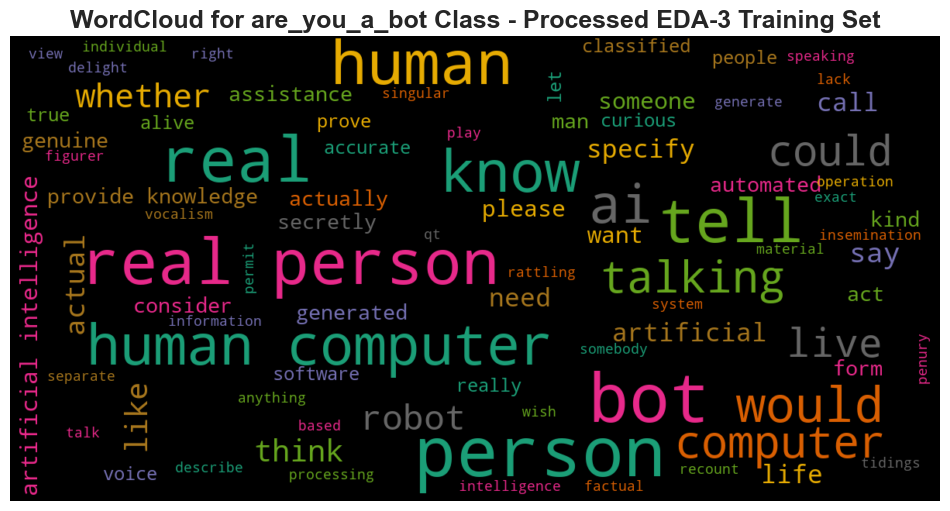 WordCloud for are_you_a_bot Class - Processed EDA-3 Training Set
view individual right human classified people speaking
delight let lack
whether assistance singular someone generate call
true alive prove play man curious
genuine real accurate know specify could
figurer
provide knowledge actually ai automated operation
vocalism secretly please tell exact kind
artificial intelligence actual real person permit qt want material insemination say
rattling talking
consider need system act
information generated
human computer artificial live
somebody form penury
separate software really
like anything robot wish bot would
talk based think person computer
voice describe processing recount life tidings
intelligence factual